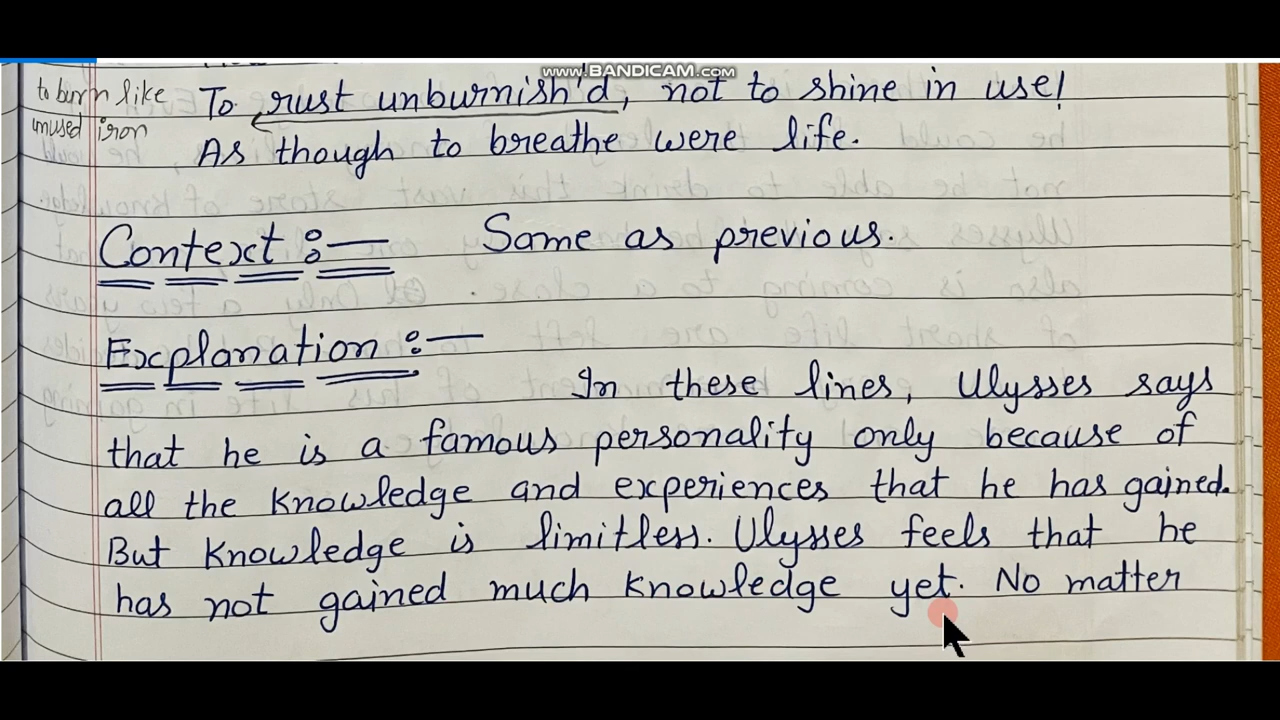 www.BANDICAM.com
to burn like
unused iron
To rust unburnish'd, not to shine in use!
As though to breathe were life.
Context :— Same as previous.
Explanation :—
In these lines, Ulysses says
that he is a famous personality only because of
all the knowledge and experiences that he has gained.
But knowledge is limitless. Ulysses feels that he
has not gained much knowledge yet. No matter